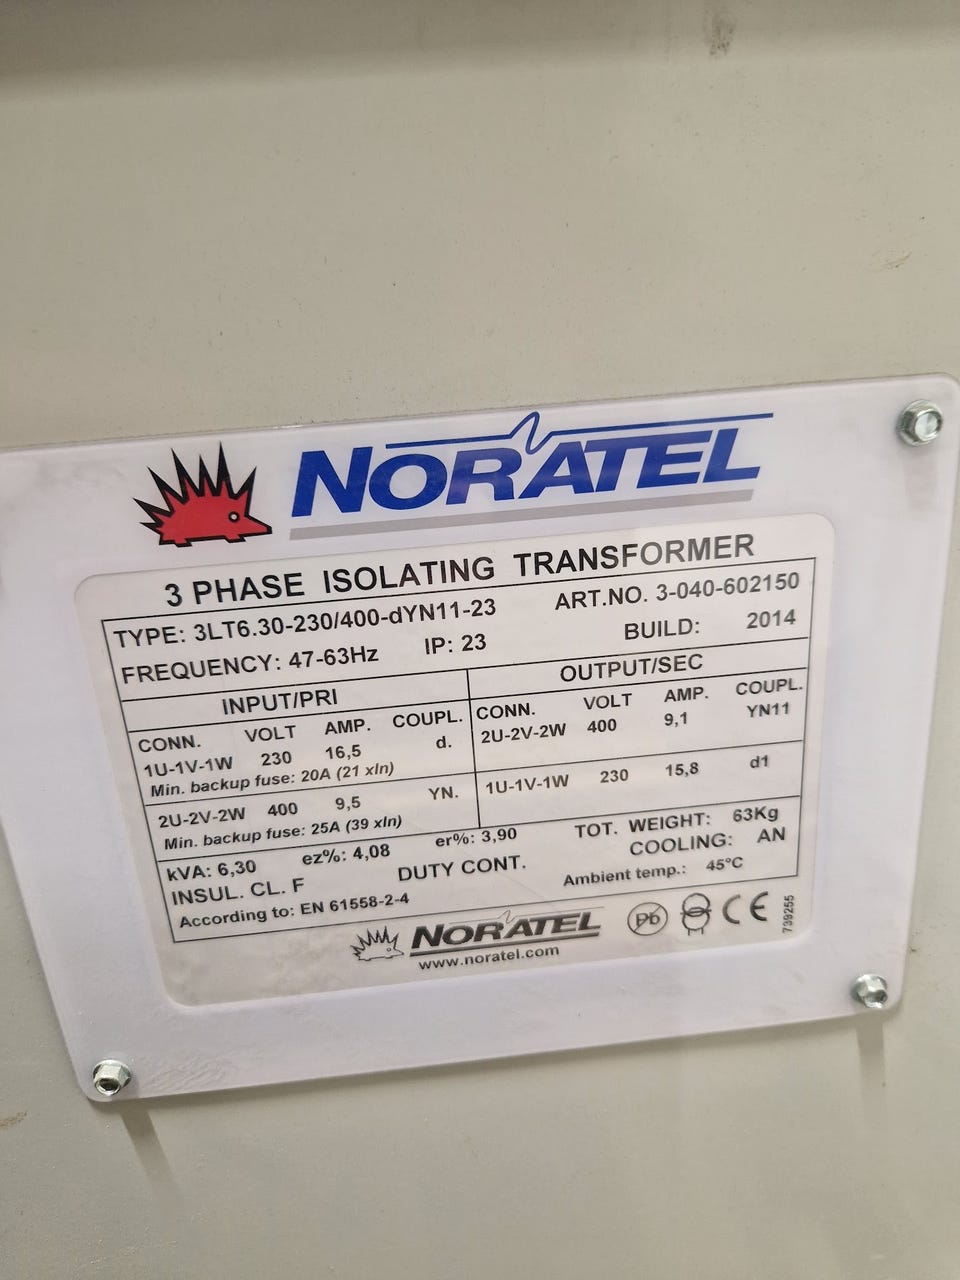 NORATEL
3 PHASE ISOLATING TRANSFORMER
TYPE: 3LT6.30-230/400-dYN11-23 ART.NO. 3-040-602150
FREQUENCY: 47-63Hz IP: 23 BUILD: 2014
INPUT/PRI OUTPUT/SEC
CONN. VOLT AMP. COUPL. CONN. VOLT AMP. COUPL.
1U-1V-1W 230 16,5 d. 2U-2V-2W 400 9,1 YN11
Min. backup fuse: 20A (21 xIn)
2U-2V-2W 400 9,5 YN. 1U-1V-1W 230 15,8 d1
Min. backup fuse: 25A (39 xIn)
kVA: 6,30 ez%: 4,08 er%: 3,90 TOT. WEIGHT: 63Kg
INSUL. CL. F DUTY CONT. COOLING: AN
According to: EN 61558-2-4 Ambient temp.: 45°C
NORATEL Pb CE 739255
www.noratel.com